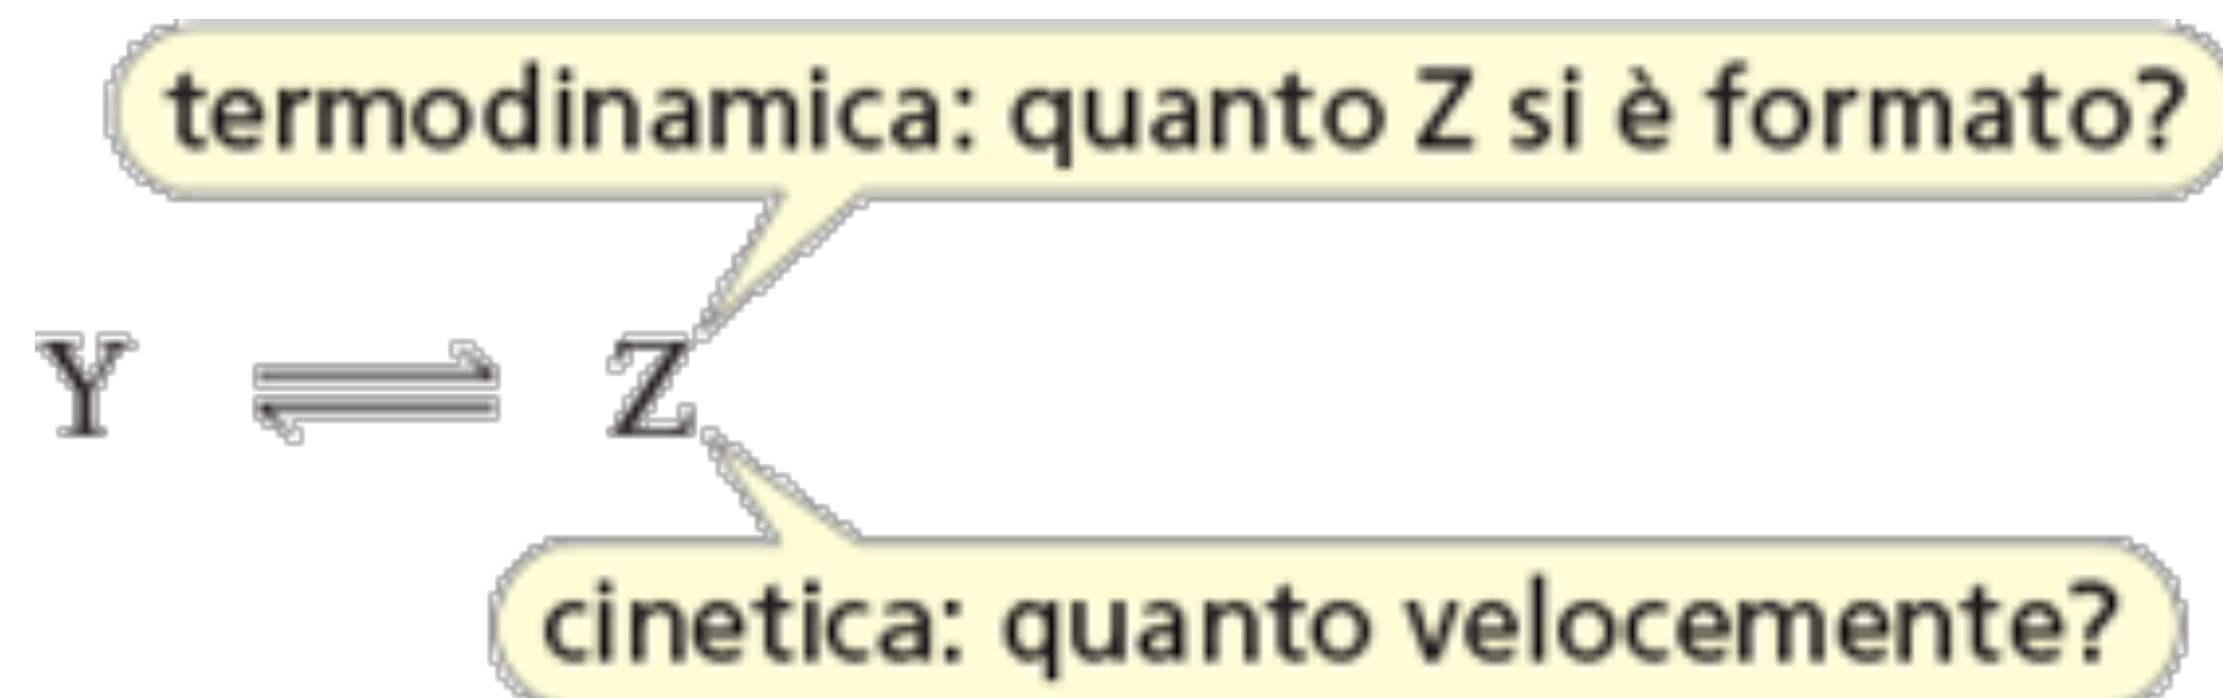 termodinamica: quanto Z si è formato?
Y ⇌ Z
cinetica: quanto velocemente?